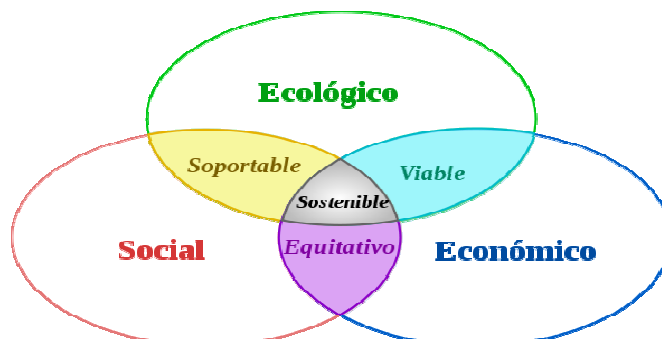 Ecológico
Soportable
Viable
Sostenible
Social
Equitativo
Económico